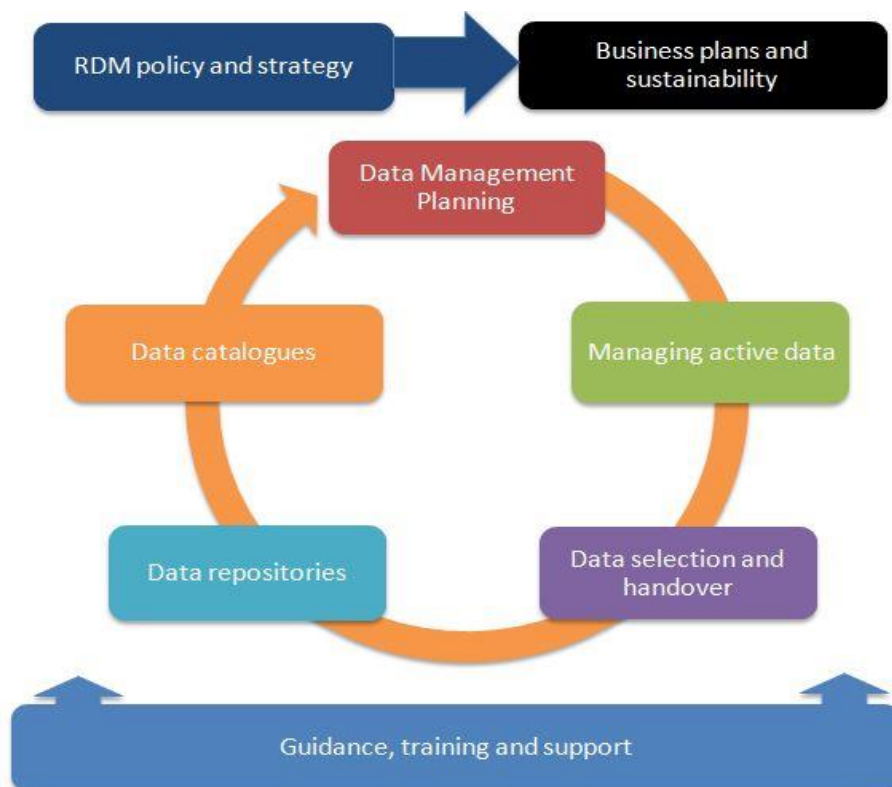 RDM policy and strategy
Business plans and
sustainability
Data Management
Planning
Data catalogues
Managing active data
Data repositories
Data selection and
handover
Guidance, training and support